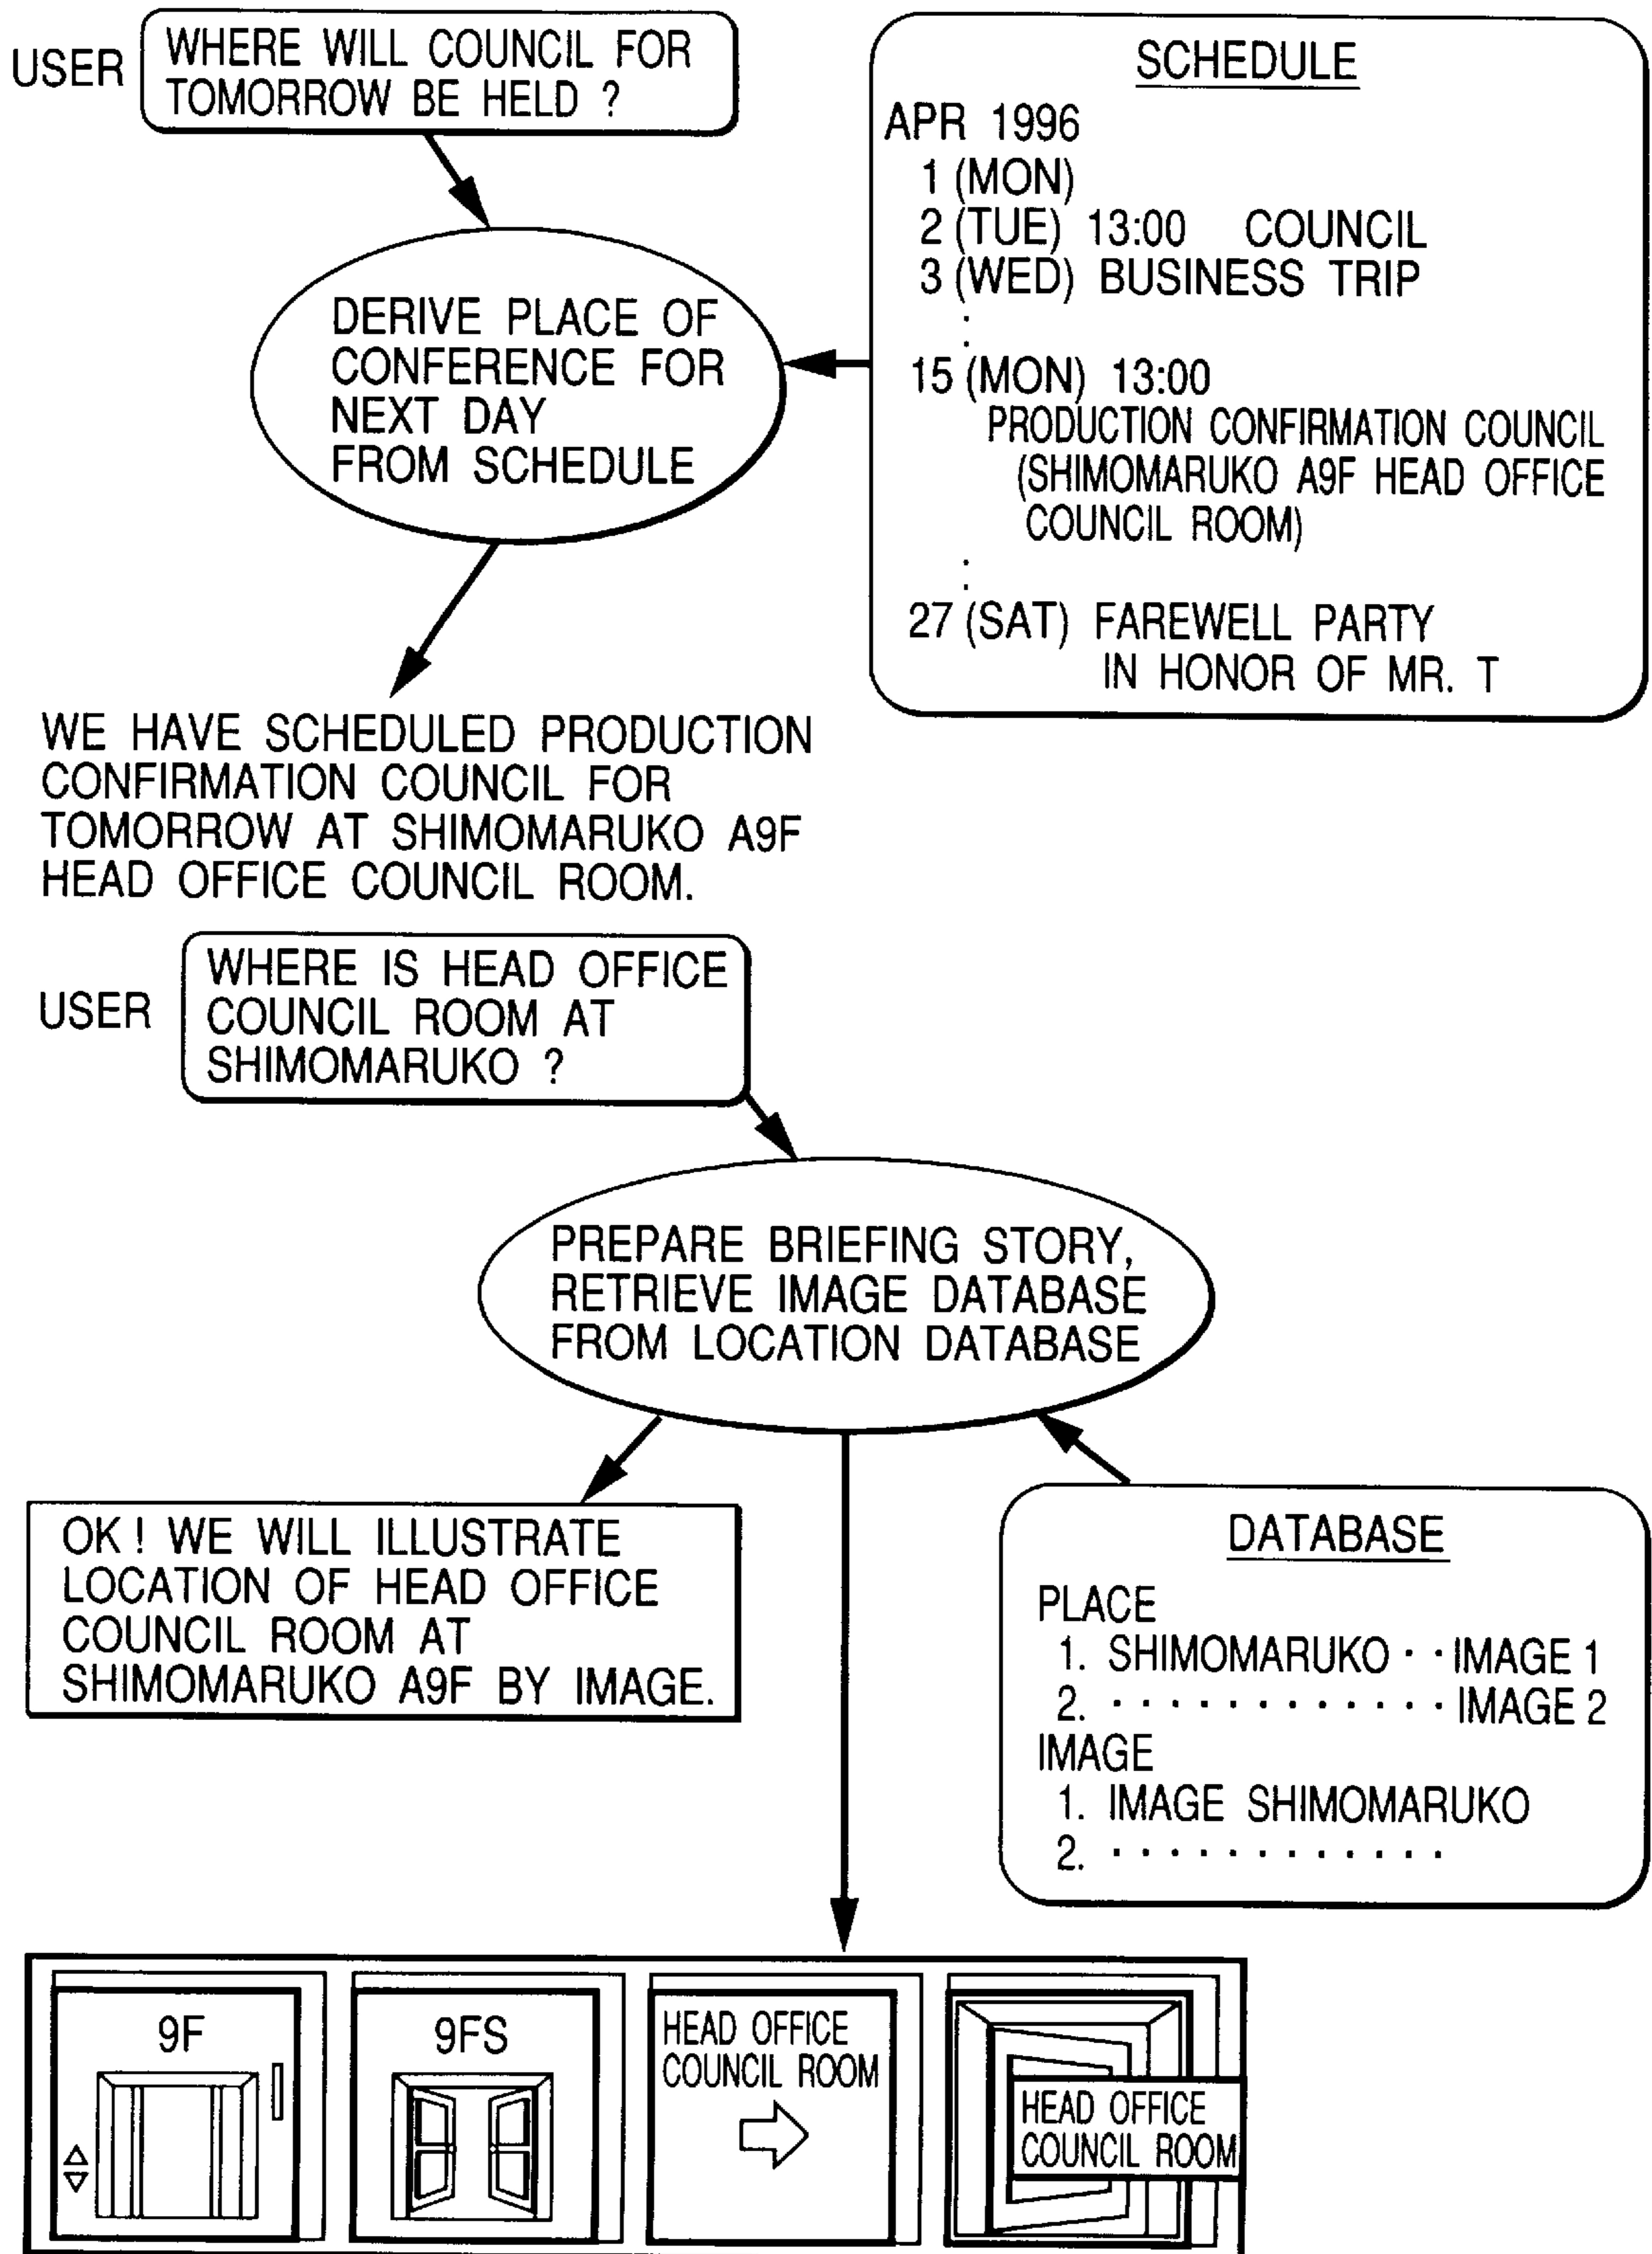 USER
WHERE WILL COUNCIL FOR
TOMORROW BE HELD ?
SCHEDULE
APR 1996
1 (MON)
2 (TUE) 13:00 COUNCIL
3 (WED) BUSINESS TRIP
:
15 (MON) 13:00
PRODUCTION CONFIRMATION COUNCIL
(SHIMOMARUKO A9F HEAD OFFICE
COUNCIL ROOM)
:
27 (SAT) FAREWELL PARTY
IN HONOR OF MR. T
DERIVE PLACE OF
CONFERENCE FOR
NEXT DAY
FROM SCHEDULE
WE HAVE SCHEDULED PRODUCTION
CONFIRMATION COUNCIL FOR
TOMORROW AT SHIMOMARUKO A9F
HEAD OFFICE COUNCIL ROOM.
USER
WHERE IS HEAD OFFICE
COUNCIL ROOM AT
SHIMOMARUKO ?
PREPARE BRIEFING STORY,
RETRIEVE IMAGE DATABASE
FROM LOCATION DATABASE
OK ! WE WILL ILLUSTRATE
LOCATION OF HEAD OFFICE
COUNCIL ROOM AT
SHIMOMARUKO A9F BY IMAGE.
DATABASE
PLACE
1. SHIMOMARUKO · · IMAGE 1
2. · · · · · · · · · · · · IMAGE 2
IMAGE
1. IMAGE SHIMOMARUKO
2. · · · · · · · · · · · ·
9F
9FS
HEAD OFFICE
COUNCIL ROOM
HEAD OFFICE
COUNCIL ROOM